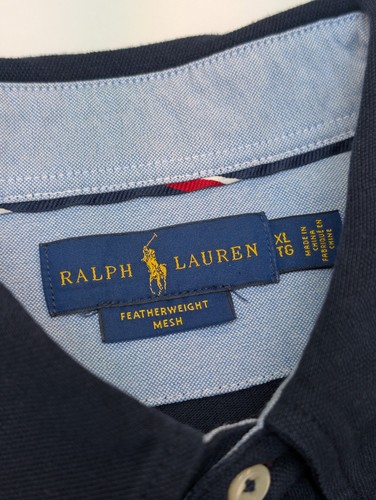 RALPH LAUREN
FEATHERWEIGHT
MESH
XL
TG
MADE IN
CHINA
FABRIQUÉ EN
CHINE